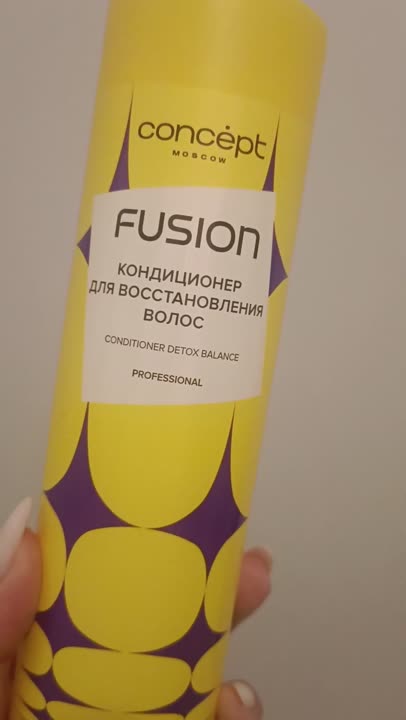 concept
MOSCOW
FUSION
КОНДИЦИОНЕР
ДЛЯ ВОССТАНОВЛЕНИЯ
ВОЛОС
CONDITIONER DETOX BALANCE
PROFESSIONAL